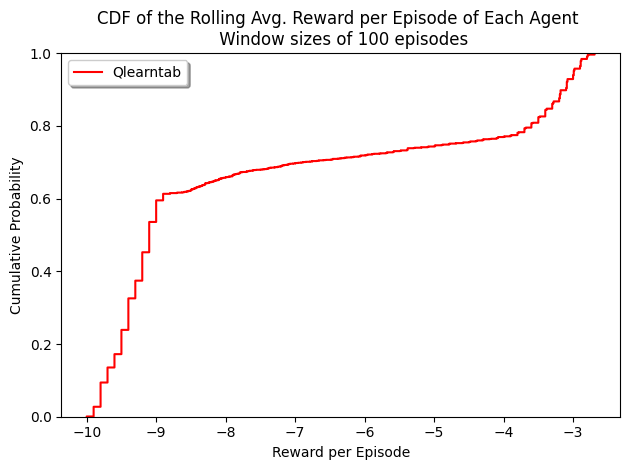 CDF of the Rolling Avg. Reward per Episode of Each Agent
Window sizes of 100 episodes
Qlearntab
Cumulative Probability
1.0
0.8
0.6
0.4
0.2
0.0
−10
−9
−8
−7
−6
−5
−4
−3
Reward per Episode